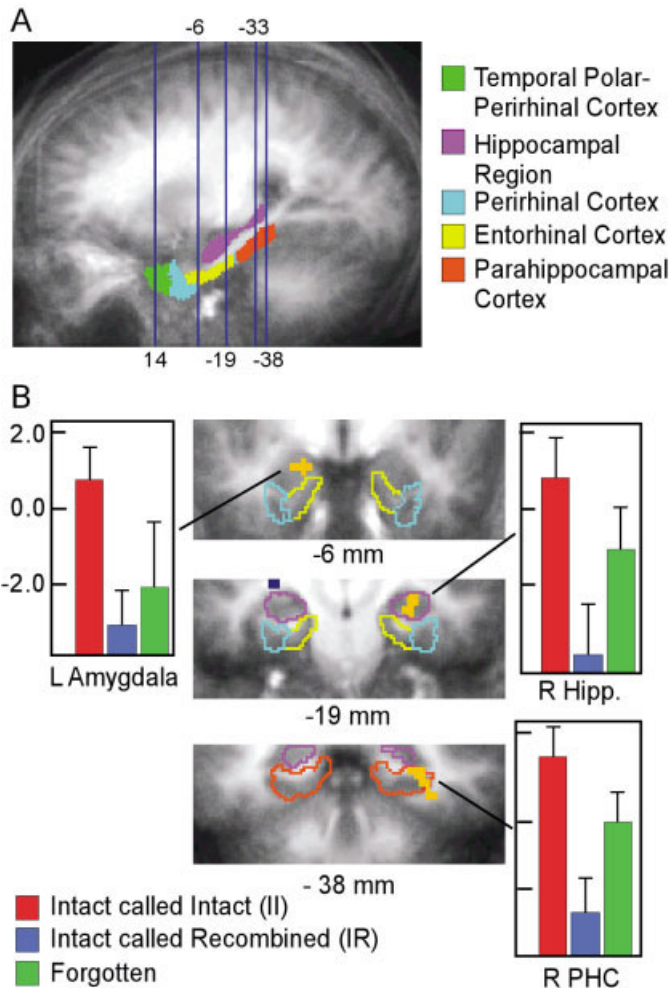 A
-6
-33
14
-19
-38
Temporal Polar-
Perirhinal Cortex
Hippocampal
Region
Perirhinal Cortex
Entorhinal Cortex
Parahippocampal
Cortex
B
2.0
0.0
-2.0
L Amygdala
-6 mm
R Hipp.
-19 mm
- 38 mm
R PHC
Intact called Intact (II)
Intact called Recombined (IR)
Forgotten